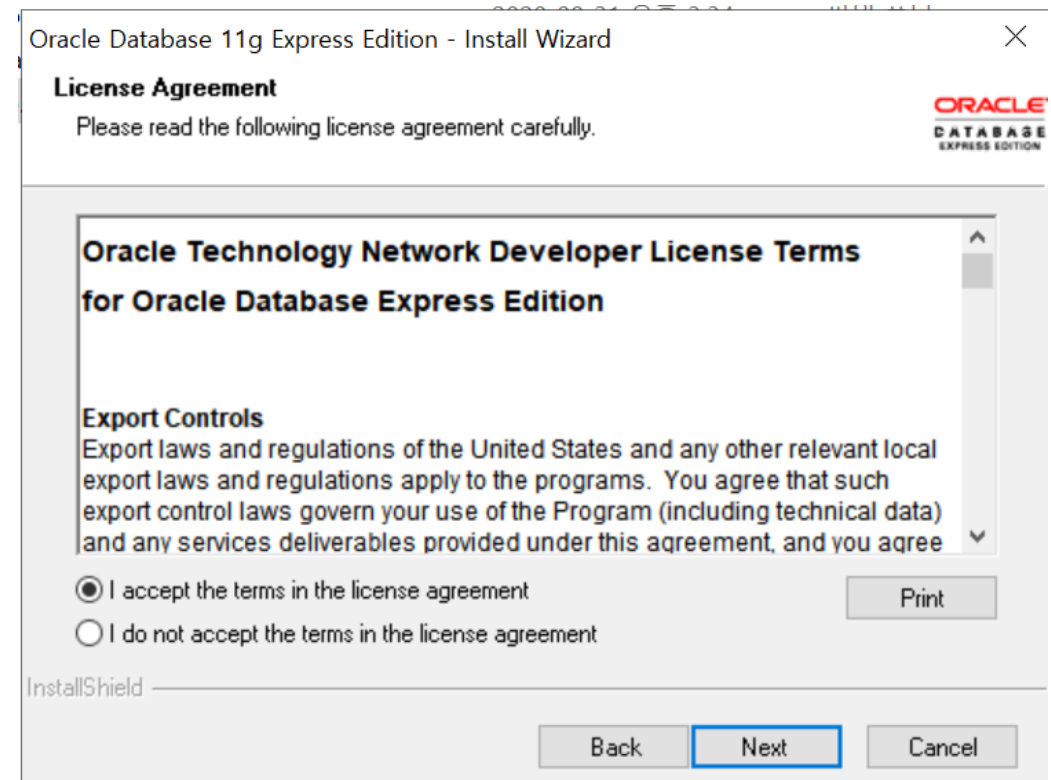 Oracle Database 11g Express Edition - Install Wizard
License Agreement
Please read the following license agreement carefully.
ORACLE
DATABASE
EXPRESS EDITION
Oracle Technology Network Developer License Terms
for Oracle Database Express Edition
Export Controls
Export laws and regulations of the United States and any other relevant local
export laws and regulations apply to the programs.  You agree that such
export control laws govern your use of the Program (including technical data)
and any services deliverables provided under this agreement, and you agree
I accept the terms in the license agreement
Print
I do not accept the terms in the license agreement
InstallShield
Back
Next
Cancel